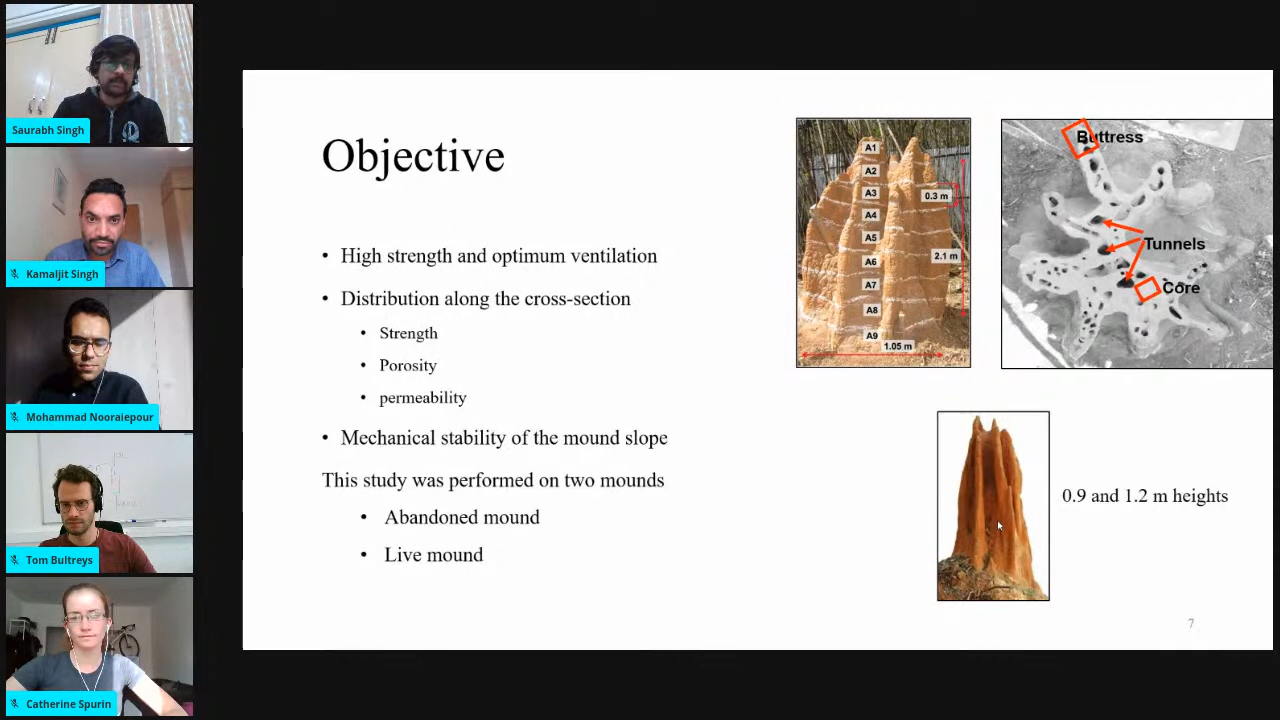 Saurabh Singh
Kamaljit Singh
Mohammad Nooraiepour
Tom Bultreys
Catherine Spurin
Objective
• High strength and optimum ventilation
• Distribution along the cross-section
• Strength
• Porosity
• permeability
• Mechanical stability of the mound slope
This study was performed on two mounds
• Abandoned mound
• Live mound
A1
A2
A3
A4
A5
A6
A7
A8
A9
0.3 m
2.1 m
1.05 m
Buttress
Tunnels
Core
0.9 and 1.2 m heights
7